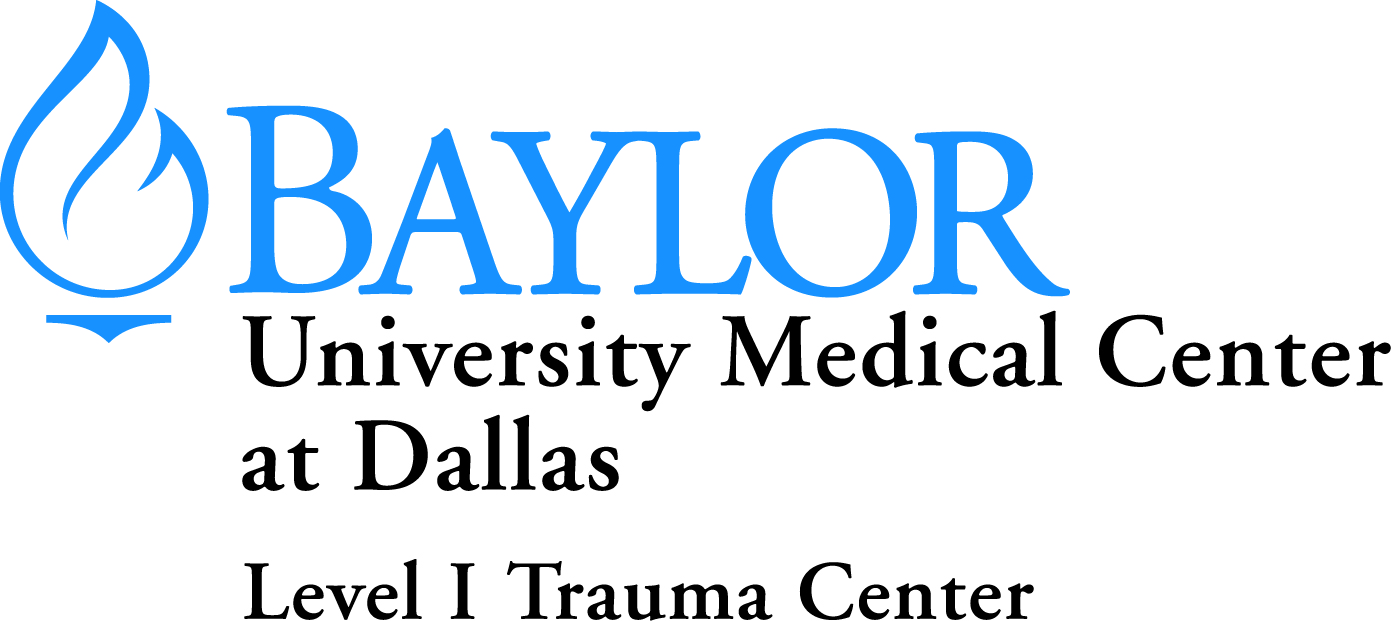 BAYLOR
University Medical Center
at Dallas
Level I Trauma Center